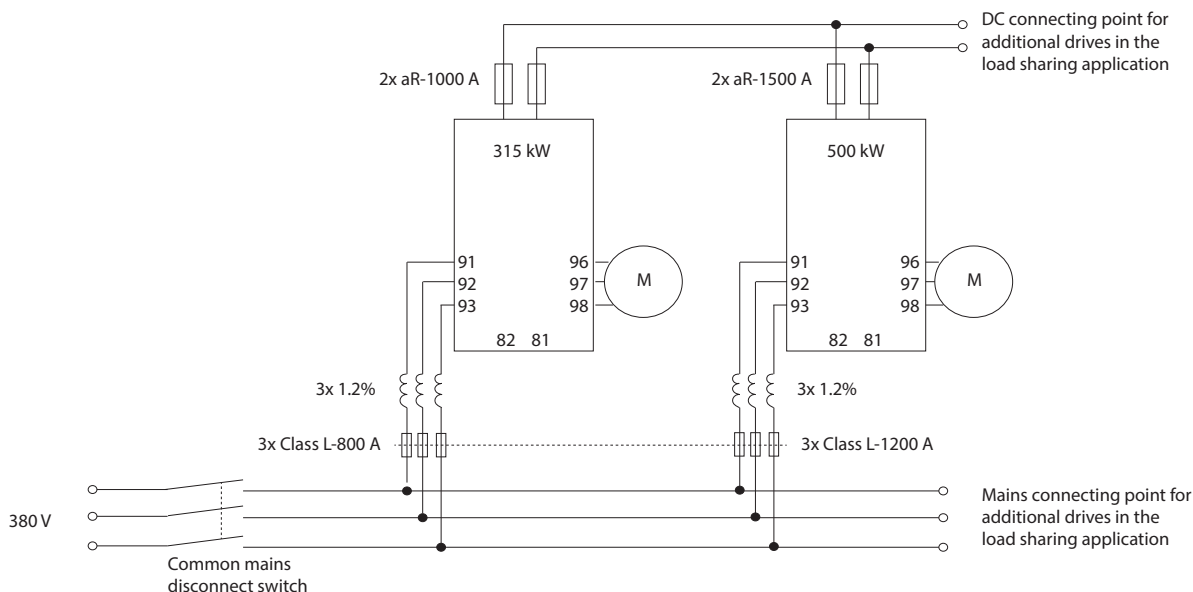 DC connecting point for
additional drives in the
load sharing application
2x aR-1000 A
2x aR-1500 A
315 kW
500 kW
91
96
92
97
93
98
M
82 81
91
96
92
97
93
98
M
82 81
3x 1.2%
3x 1.2%
3x Class L-800 A
3x Class L-1200 A
380 V
Mains connecting point for
additional drives in the
load sharing application
Common mains
disconnect switch